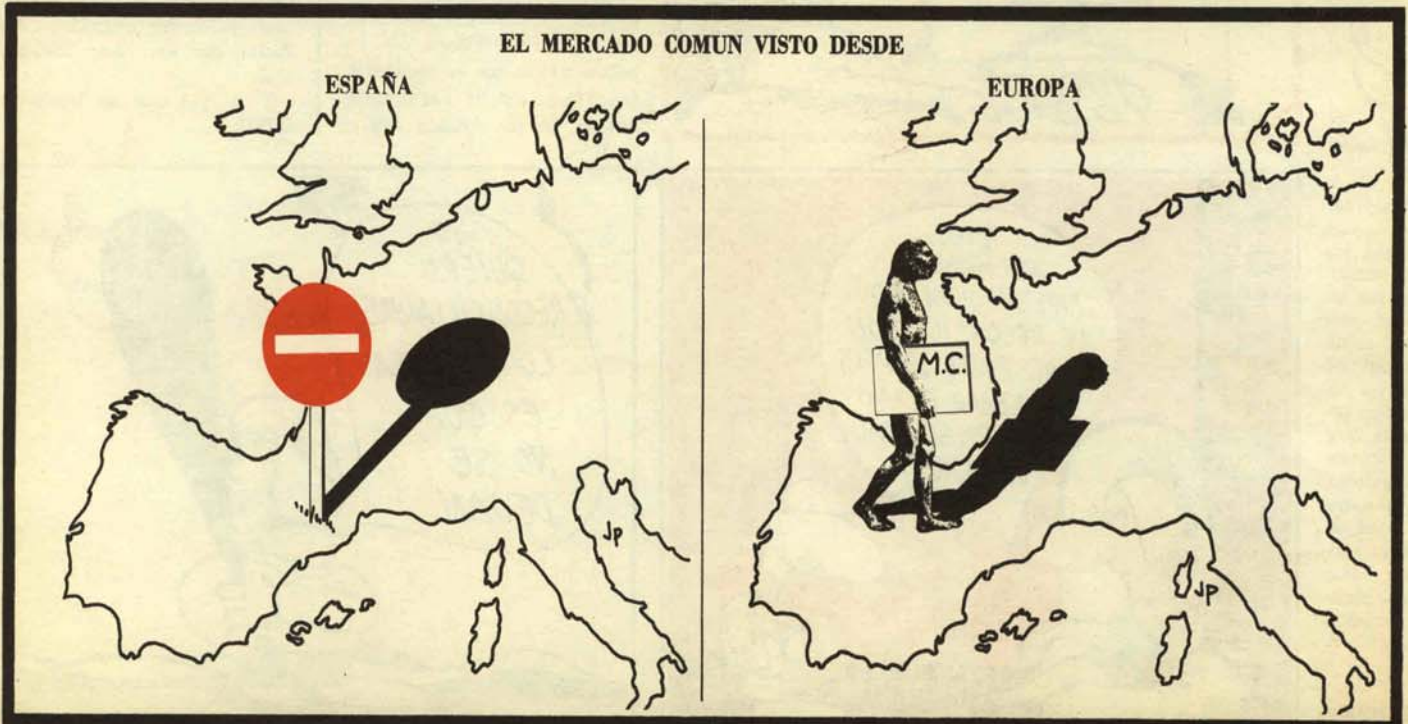 EL MERCADO COMUN VISTO DESDE
ESPAÑA
EUROPA
M.C.
Jp
Jp